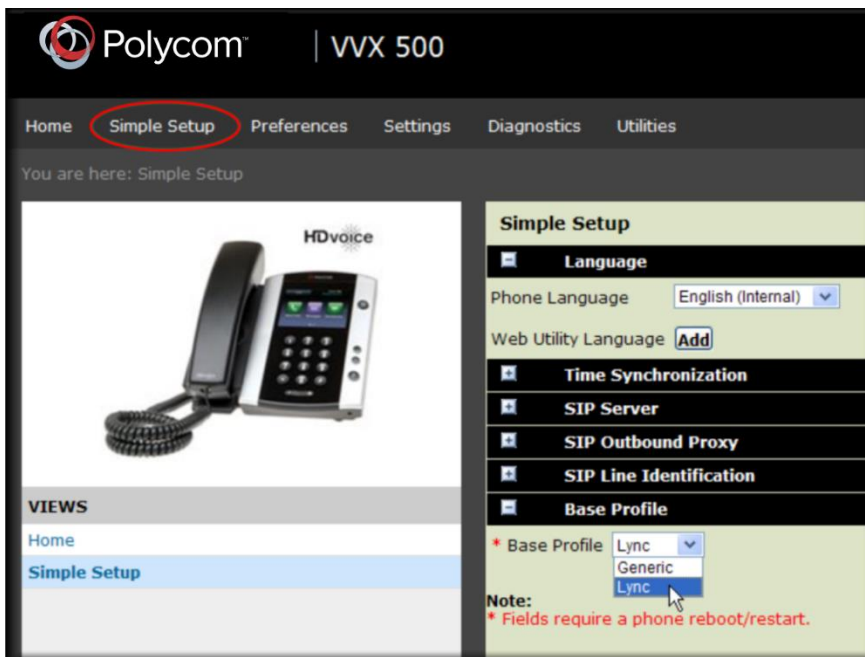 Polycom™ | VVX 500
Home Simple Setup Preferences Settings Diagnostics Utilities
You are here: Simple Setup
HDvoice
VIEWS
Home
Simple Setup
Simple Setup
Language
Phone Language English (Internal)
Web Utility Language Add
Time Synchronization
SIP Server
SIP Outbound Proxy
SIP Line Identification
Base Profile
* Base Profile Lync
Generic
Lync
Note:
* Fields require a phone reboot/restart.